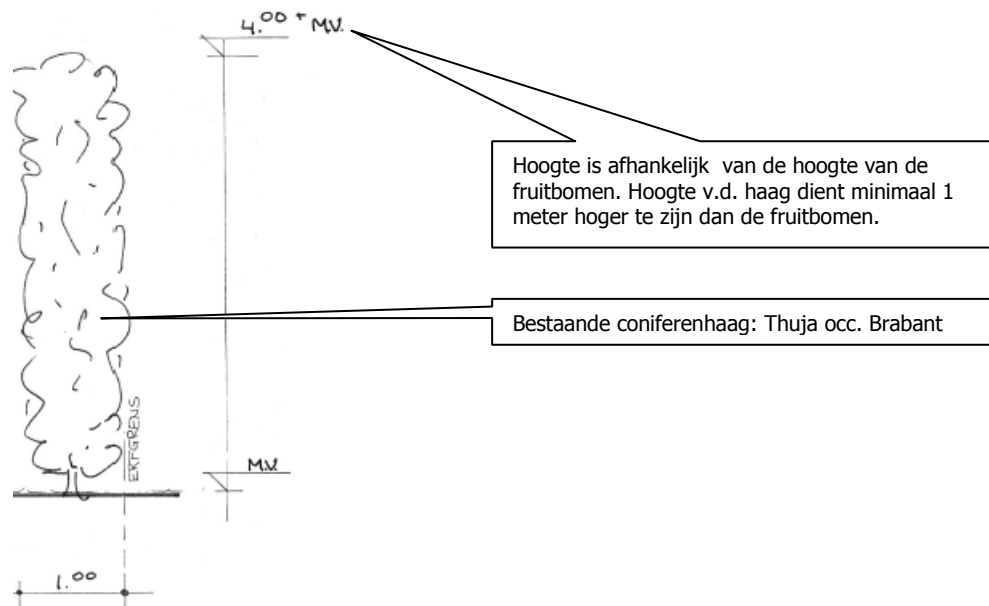 4.00 + M.V.
Hoogte is afhankelijk van de hoogte van de
fruitbomen. Hoogte v.d. haag dient minimaal 1
meter hoger te zijn dan de fruitbomen.
Bestaande coniferenhaag: Thuja occ. Brabant
ERFGRENS
M.V.
1.00